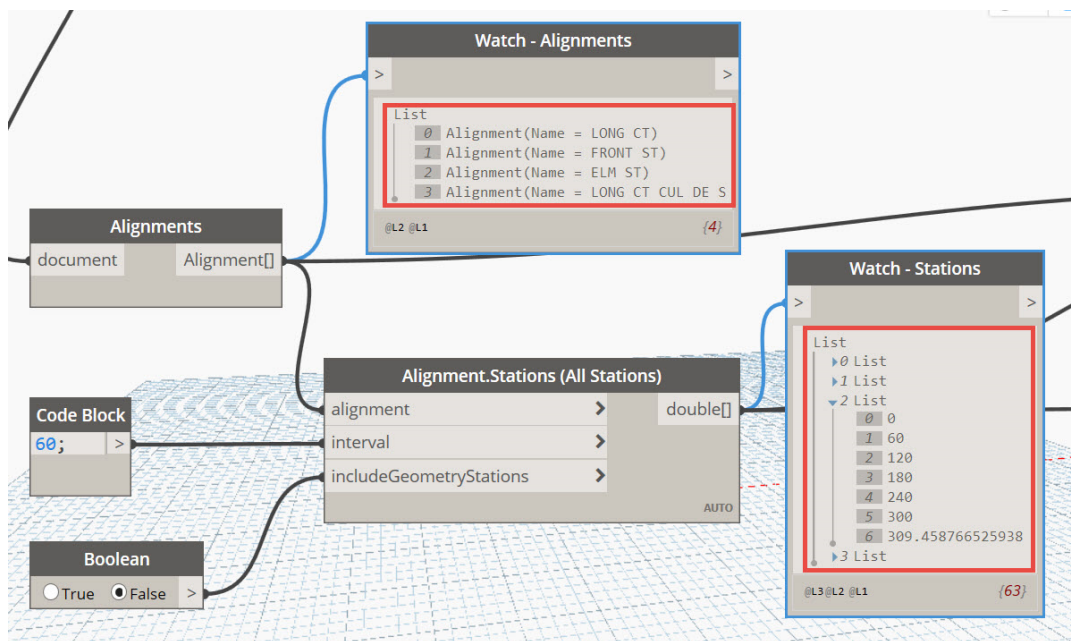 Watch - Alignments
>
>
List
0 Alignment(Name = LONG CT)
1 Alignment(Name = FRONT ST)
2 Alignment(Name = ELM ST)
3 Alignment(Name = LONG CT CUL DE S
@L2 @L1
{4}
Alignments
document
Alignment[]
Watch - Stations
>
>
List
0 List
1 List
2 List
0 0
1 60
2 120
3 180
4 240
5 300
6 309.458766525938
3 List
@L3 @L2 @L1
{63}
Alignment.Stations (All Stations)
alignment
>
double[]
interval
>
includeGeometryStations
>
AUTO
Code Block
60;
>
Boolean
True
False
>